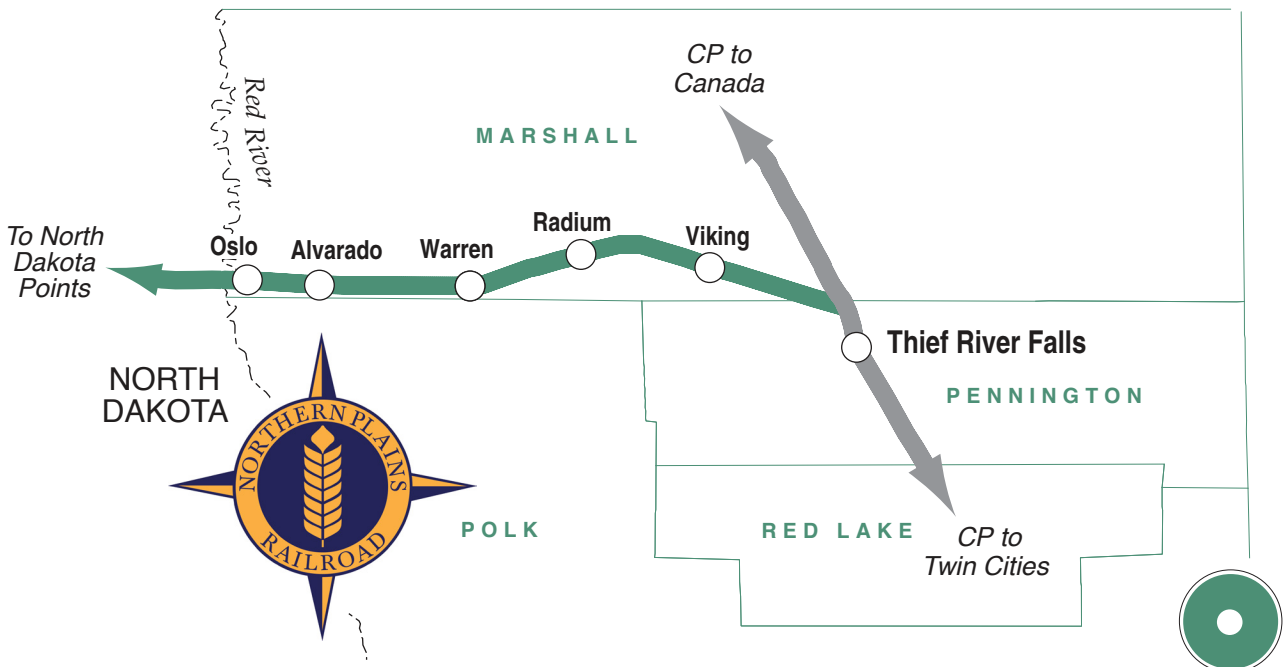 CP to
Canada
Red River
MARSHALL
To North
Dakota
Points
Oslo
Alvarado
Warren
Radium
Viking
Thief River Falls
NORTH
DAKOTA
PENNINGTON
NORTHERN PLAINS
RAILROAD
POLK
RED LAKE
CP to
Twin Cities